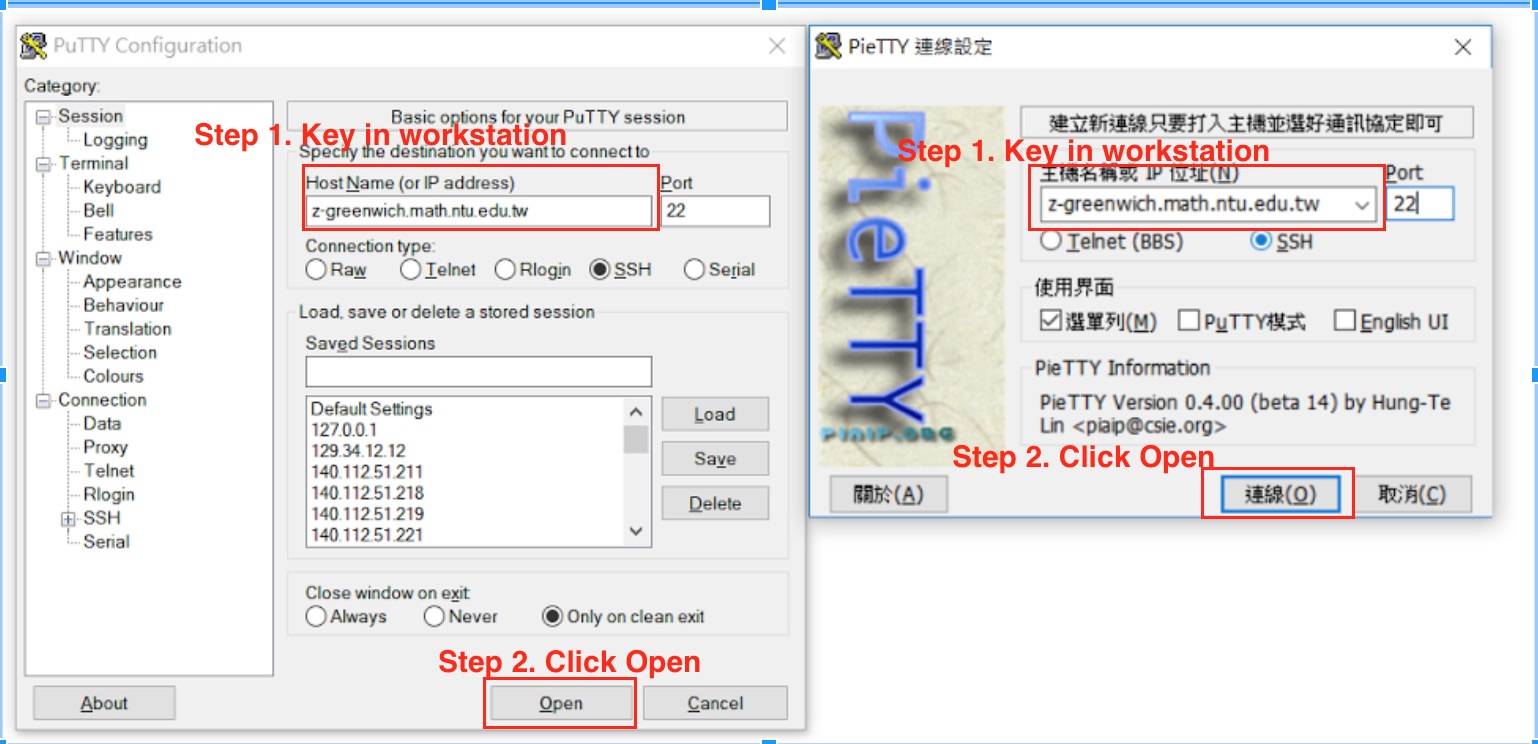 PuTTY Configuration
Category:
Session
Logging
Terminal
Keyboard
Bell
Features
Window
Appearance
Behaviour
Translation
Selection
Colours
Connection
Data
Proxy
Telnet
Rlogin
SSH
Serial
Basic options for your PuTTY session
Step 1. Key in workstation
Specify the destination you want to connect to
Host Name (or IP address) Port
z-greenwich.math.ntu.edu.tw 22
Connection type:
Raw Telnet Rlogin SSH Serial
Load, save or delete a stored session
Saved Sessions
Default Settings
127.0.0.1
129.34.12.12
140.112.51.211
140.112.51.218
140.112.51.219
140.112.51.221
Load
Save
Delete
Close window on exit
Always Never Only on clean exit
Step 2. Click Open
About Open Cancel
PieTTY 連線設定
PieTTY
PIAIP.ORG
建立新連線只要打入主機並選好通訊協定即可
Step 1. Key in workstation
主機名稱或 IP 位址(N) Port
z-greenwich.math.ntu.edu.tw 22
Telnet (BBS) SSH
使用界面
選單列(M) PuTTY模式 English UI
PieTTY Information
PieTTY Version 0.4.00 (beta 14) by Hung-Te
Lin <piaip@csie.org>
Step 2. Click Open
關於(A) 連線(O) 取消(C)